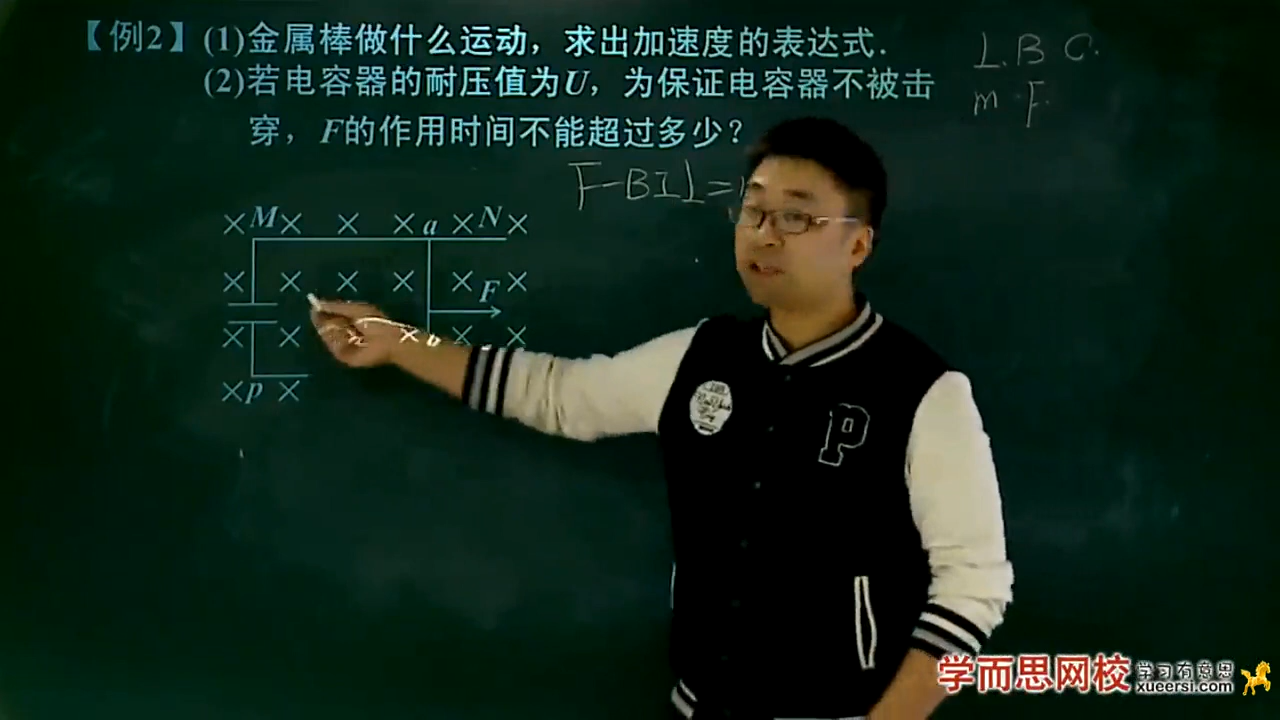 【例2】(1)金属棒做什么运动，求出加速度的表达式.
(2)若电容器的耐压值为U，为保证电容器不被击
穿，F的作用时间不能超过多少？
L. B C.
m . F.
F-BIl=
M a N
F
b
P
P
学而思网校 学习有意思
xueersi.com